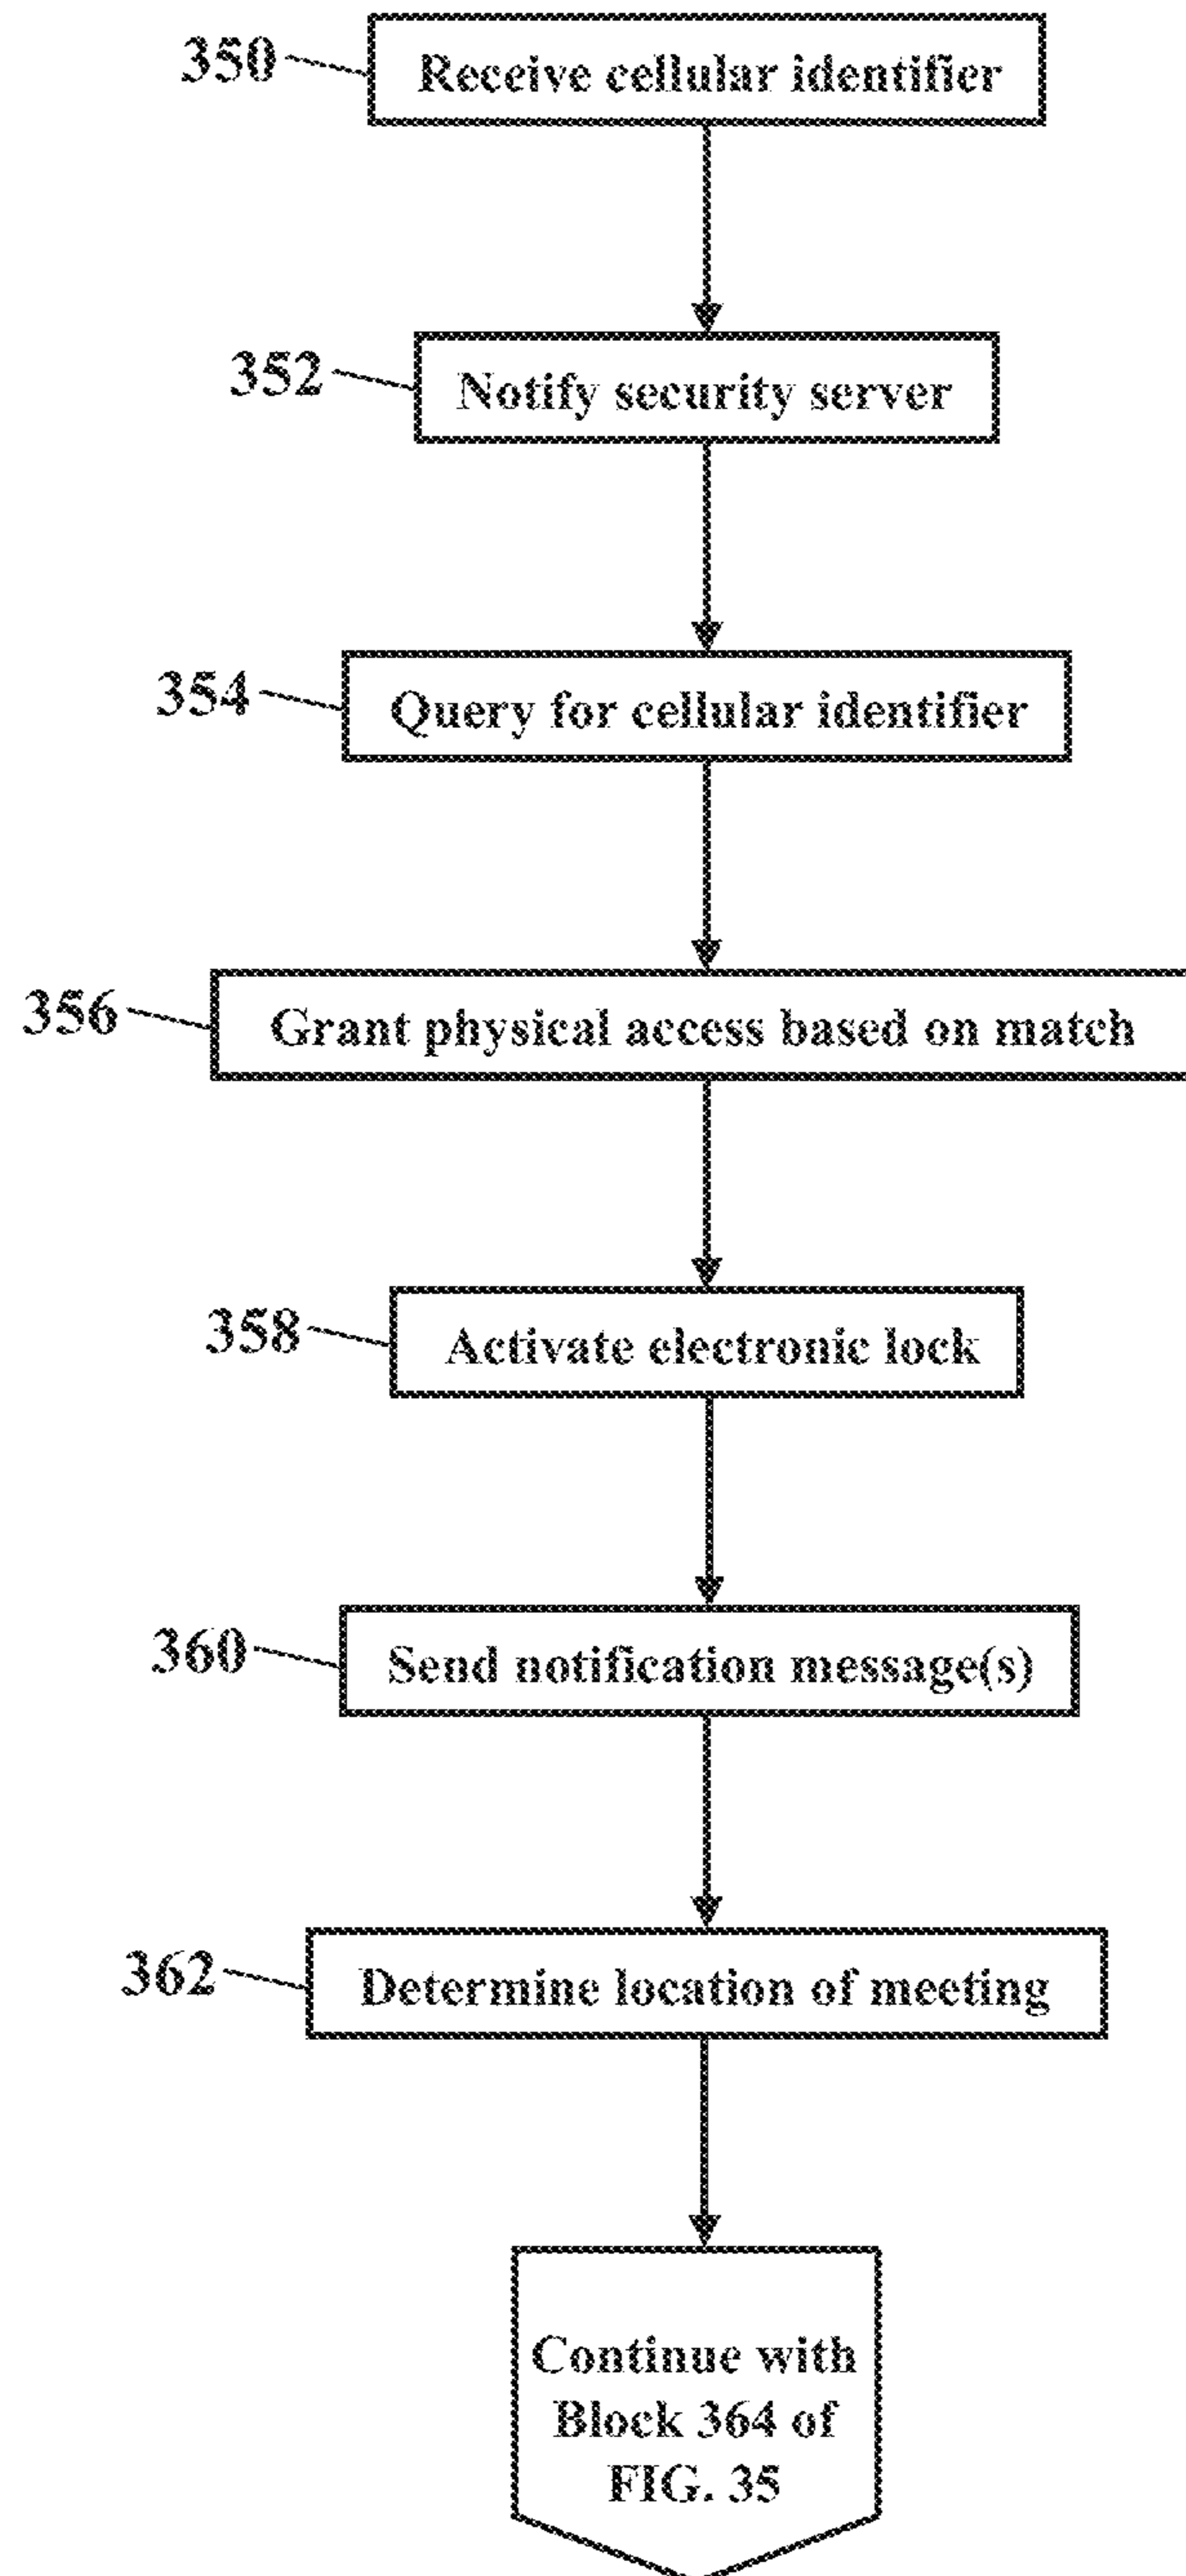 350 Receive cellular identifier
352 Notify security server
354 Query for cellular identifier
356 Grant physical access based on match
358 Activate electronic lock
360 Send notification message(s)
362 Determine location of meeting
Continue with
Block 364 of
FIG. 35